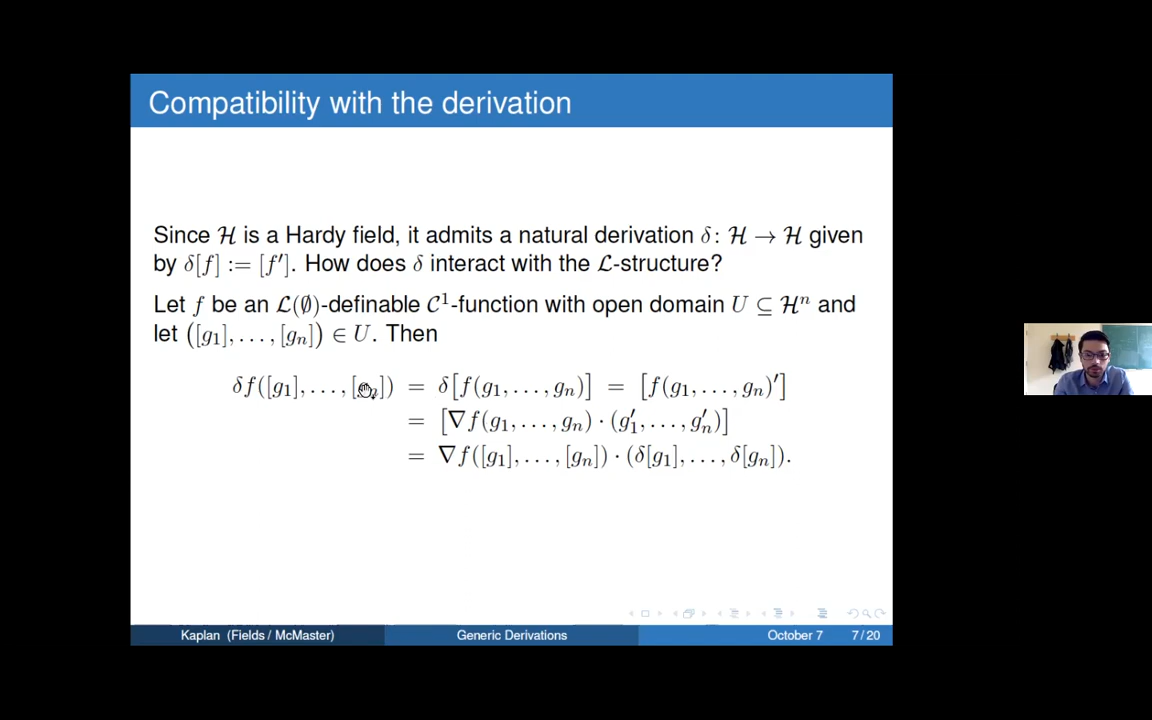 Compatibility with the derivation
Since ℋ is a Hardy field, it admits a natural derivation δ: ℋ → ℋ given
by δ[f] := [f′]. How does δ interact with the ℒ-structure?
Let f be an ℒ(∅)-definable 𝒞¹-function with open domain U ⊆ ℋⁿ and
let ([g₁], . . . , [gₙ]) ∈ U. Then
δf([g₁], . . . , [gₙ]) = δ[f(g₁, . . . , gₙ)] = [f(g₁, . . . , gₙ)′]
= [∇f(g₁, . . . , gₙ) · (g′₁, . . . , g′ₙ)]
= ∇f([g₁], . . . , [gₙ]) · (δ[g₁], . . . , δ[gₙ]).
Kaplan (Fields / McMaster) Generic Derivations October 7 7 / 20